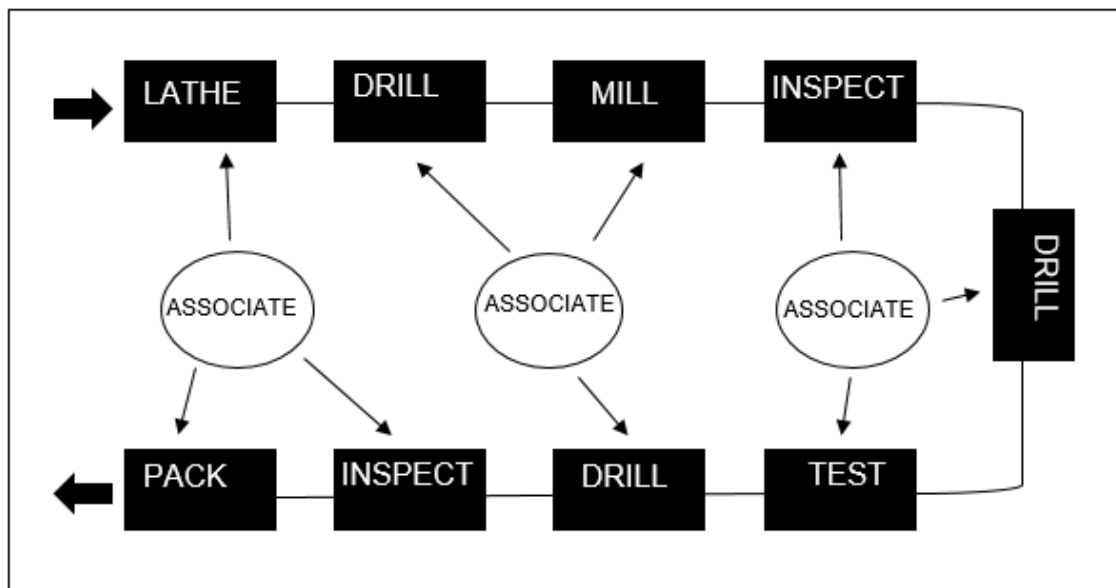 LATHE
DRILL
MILL
INSPECT
DRILL
ASSOCIATE
ASSOCIATE
ASSOCIATE
PACK
INSPECT
DRILL
TEST